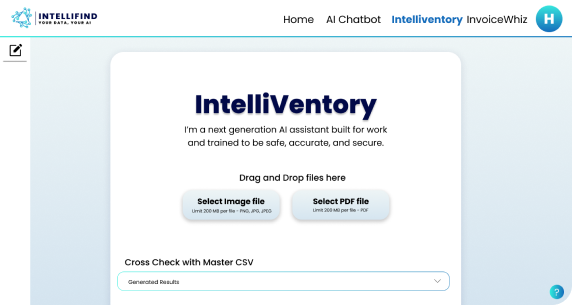 INTELLIFIND
YOUR DATA, YOUR AI
Home AI Chatbot Intelliventory InvoiceWhiz H
IntelliVentory
I'm a next generation AI assistant built for work
and trained to be safe, accurate, and secure.
Drag and Drop files here
Select Image file Select PDF file
Limit 200 MB per file - PNG, JPG, JPEG Limit 200 MB per file - PDF
Cross Check with Master CSV
Generated Results
?